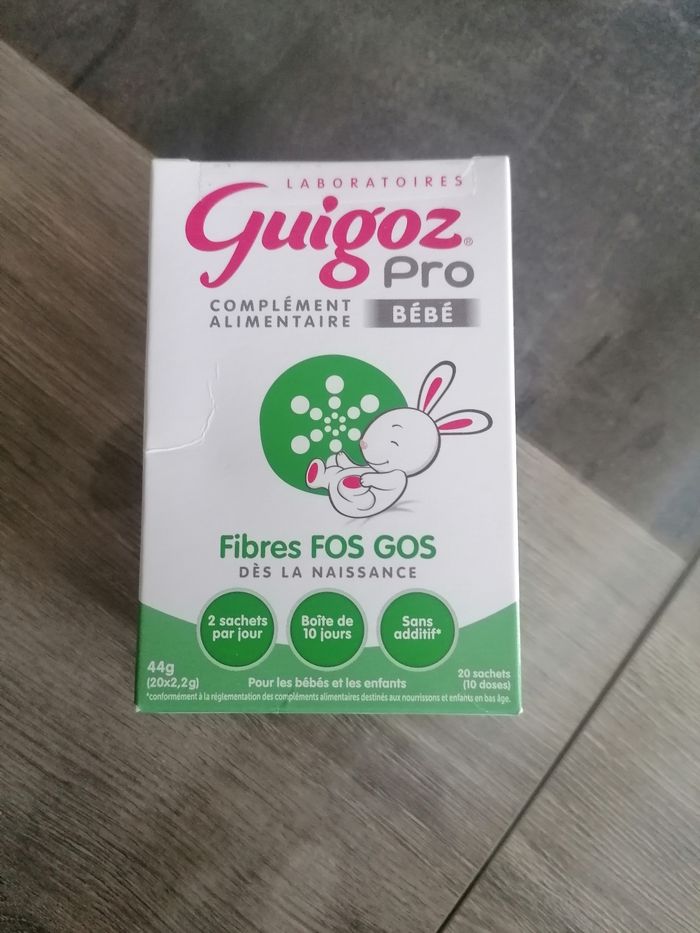 LABORATOIRES
Guigoz®
Pro
COMPLÉMENT
ALIMENTAIRE
BÉBÉ
Fibres FOS GOS
DÈS LA NAISSANCE
2 sachets
par jour
Boîte de
10 jours
Sans
additif*
44g
(20x2,2g)
Pour les bébés et les enfants
20 sachets
(10 doses)
*conformément à la réglementation des compléments alimentaires destinés aux nourrissons et enfants en bas âge.